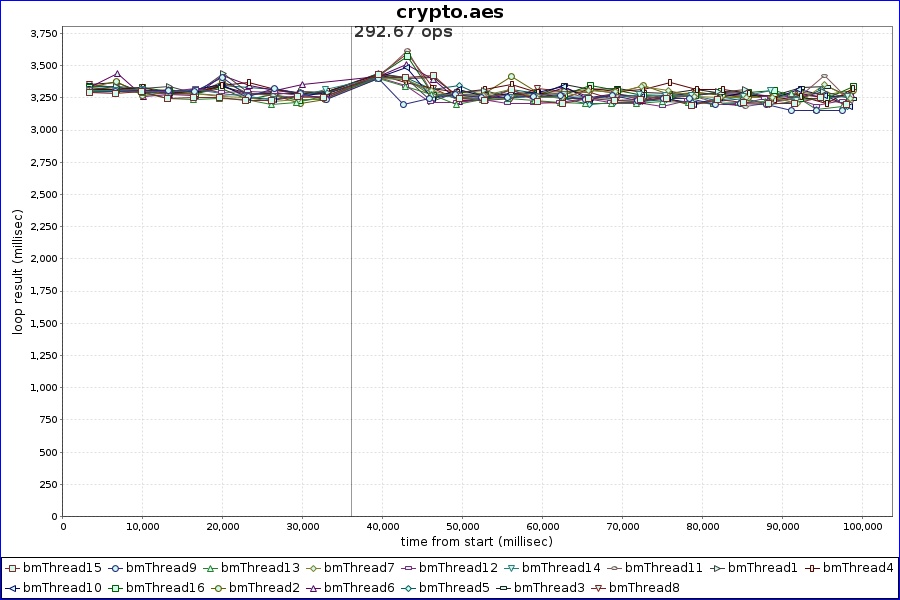 crypto.aes
292.67 ops
3,750
3,500
3,250
3,000
2,750
2,500
2,250
2,000
1,750
1,500
1,250
1,000
750
500
250
0
loop result (millisec)
0 10,000 20,000 30,000 40,000 50,000 60,000 70,000 80,000 90,000 100,000
time from start (millisec)
bmThread15 bmThread9 bmThread13 bmThread7 bmThread12 bmThread14 bmThread11 bmThread1 bmThread4
bmThread10 bmThread16 bmThread2 bmThread6 bmThread5 bmThread3 bmThread8